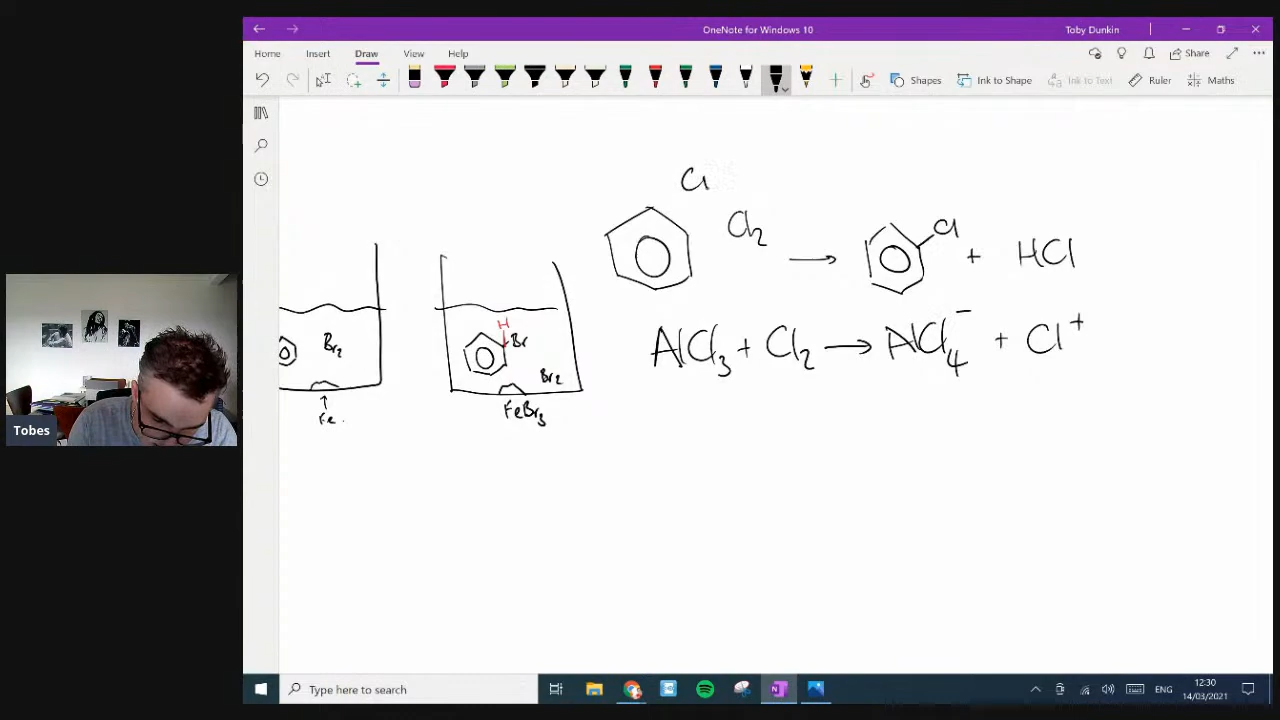 OneNote for Windows 10
Toby Dunkin
Home Insert Draw View Help
Share
Shapes Ink to Shape Ink to Text Ruler Maths
Cl
Cl2 → Cl + HCl
AlCl3 + Cl2 → AlCl4- + Cl+
Br2
Fe.
H
Br
Br2
FeBr3
Tobes
Type here to search
ENG
12:30
14/03/2021